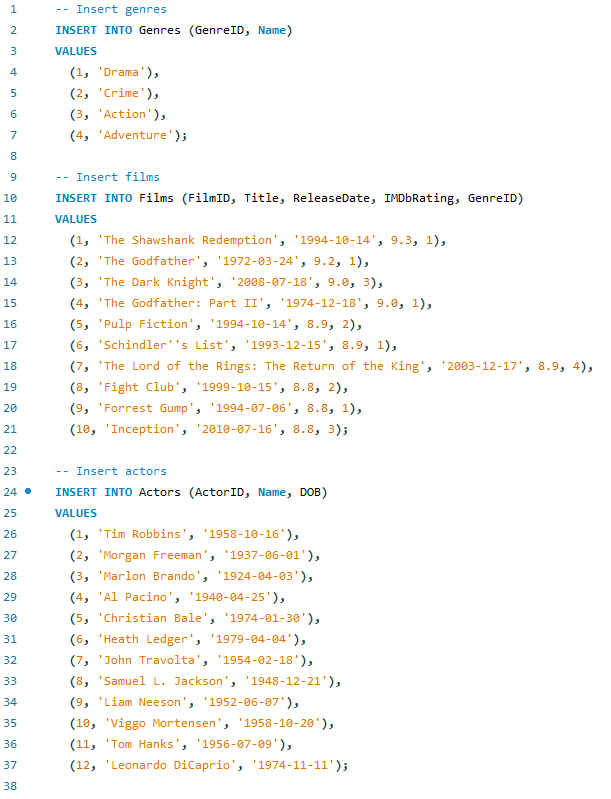 1 -- Insert genres
2 INSERT INTO Genres (GenreID, Name)
3 VALUES
4 (1, 'Drama'),
5 (2, 'Crime'),
6 (3, 'Action'),
7 (4, 'Adventure');
8
9 -- Insert films
10 INSERT INTO Films (FilmID, Title, ReleaseDate, IMDbRating, GenreID)
11 VALUES
12 (1, 'The Shawshank Redemption', '1994-10-14', 9.3, 1),
13 (2, 'The Godfather', '1972-03-24', 9.2, 1),
14 (3, 'The Dark Knight', '2008-07-18', 9.0, 3),
15 (4, 'The Godfather: Part II', '1974-12-18', 9.0, 1),
16 (5, 'Pulp Fiction', '1994-10-14', 8.9, 2),
17 (6, 'Schindler''s List', '1993-12-15', 8.9, 1),
18 (7, 'The Lord of the Rings: The Return of the King', '2003-12-17', 8.9, 4),
19 (8, 'Fight Club', '1999-10-15', 8.8, 2),
20 (9, 'Forrest Gump', '1994-07-06', 8.8, 1),
21 (10, 'Inception', '2010-07-16', 8.8, 3);
22
23 -- Insert actors
24 INSERT INTO Actors (ActorID, Name, DOB)
25 VALUES
26 (1, 'Tim Robbins', '1958-10-16'),
27 (2, 'Morgan Freeman', '1937-06-01'),
28 (3, 'Marlon Brando', '1924-04-03'),
29 (4, 'Al Pacino', '1940-04-25'),
30 (5, 'Christian Bale', '1974-01-30'),
31 (6, 'Heath Ledger', '1979-04-04'),
32 (7, 'John Travolta', '1954-02-18'),
33 (8, 'Samuel L. Jackson', '1948-12-21'),
34 (9, 'Liam Neeson', '1952-06-07'),
35 (10, 'Viggo Mortensen', '1958-10-20'),
36 (11, 'Tom Hanks', '1956-07-09'),
37 (12, 'Leonardo DiCaprio', '1974-11-11');
38